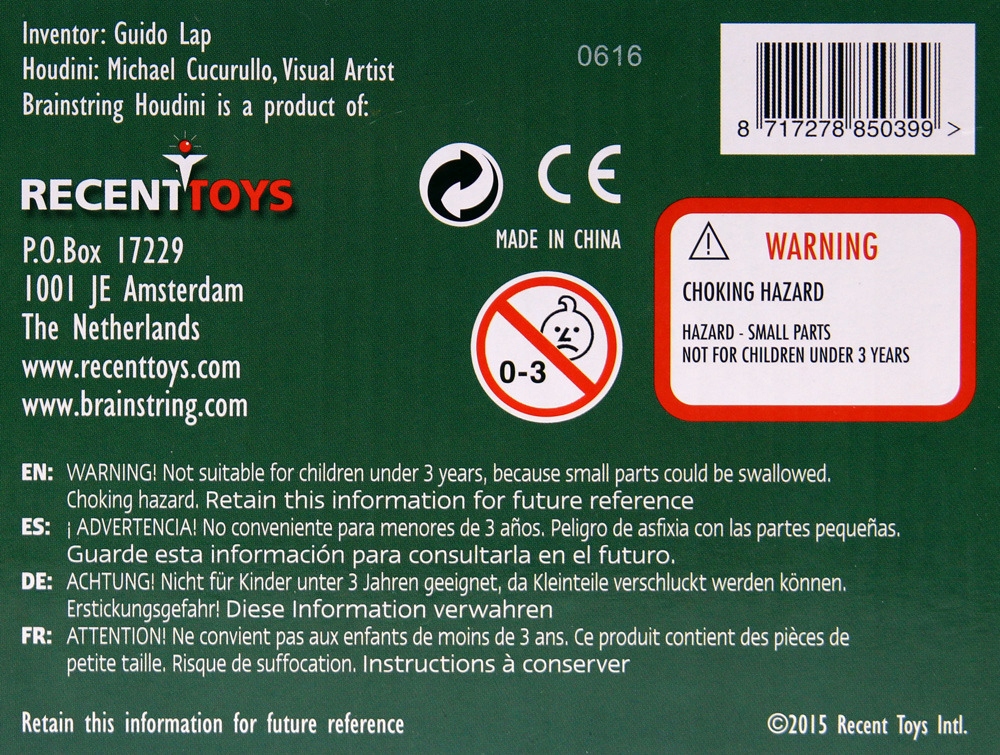 Inventor: Guido Lap
Houdini: Michael Cucurullo, Visual Artist
Brainstring Houdini is a product of:
RECENTTOYS
P.O.Box 17229
1001 JE Amsterdam
The Netherlands
www.recenttoys.com
www.brainstring.com
0616
CE
MADE IN CHINA
0-3
8 717278 850399 >
WARNING
CHOKING HAZARD
HAZARD - SMALL PARTS
NOT FOR CHILDREN UNDER 3 YEARS
EN: WARNING! Not suitable for children under 3 years, because small parts could be swallowed.
Choking hazard. Retain this information for future reference
ES: ¡ ADVERTENCIA! No conveniente para menores de 3 años. Peligro de asfixia con las partes pequeñas.
Guarde esta información para consultarla en el futuro.
DE: ACHTUNG! Nicht für Kinder unter 3 Jahren geeignet, da Kleinteile verschluckt werden können.
Erstickungsgefahr! Diese Information verwahren
FR: ATTENTION! Ne convient pas aux enfants de moins de 3 ans. Ce produit contient des pièces de
petite taille. Risque de suffocation. Instructions à conserver
Retain this information for future reference
©2015 Recent Toys Intl.